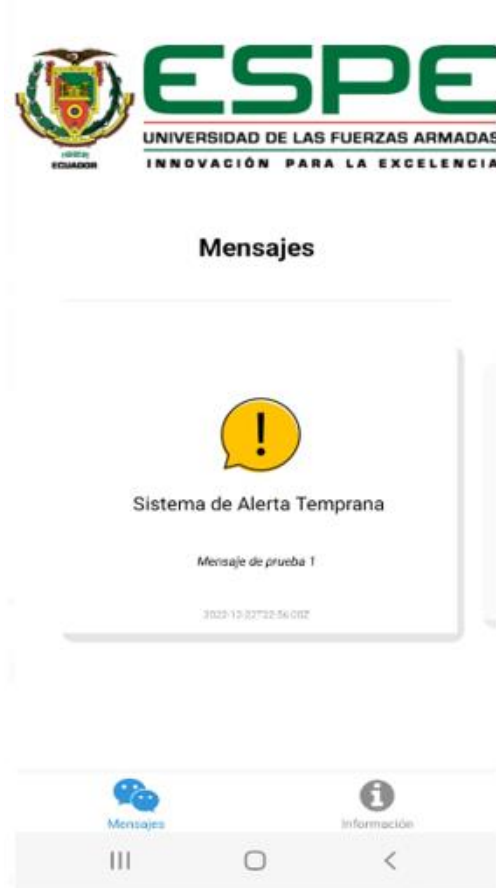 ESPE
UNIVERSIDAD DE LAS FUERZAS ARMADAS
INNOVACIÓN PARA LA EXCELENCIA
ECUADOR
Mensajes
!
Sistema de Alerta Temprana
Mensaje de prueba 1
Mensajes
Información